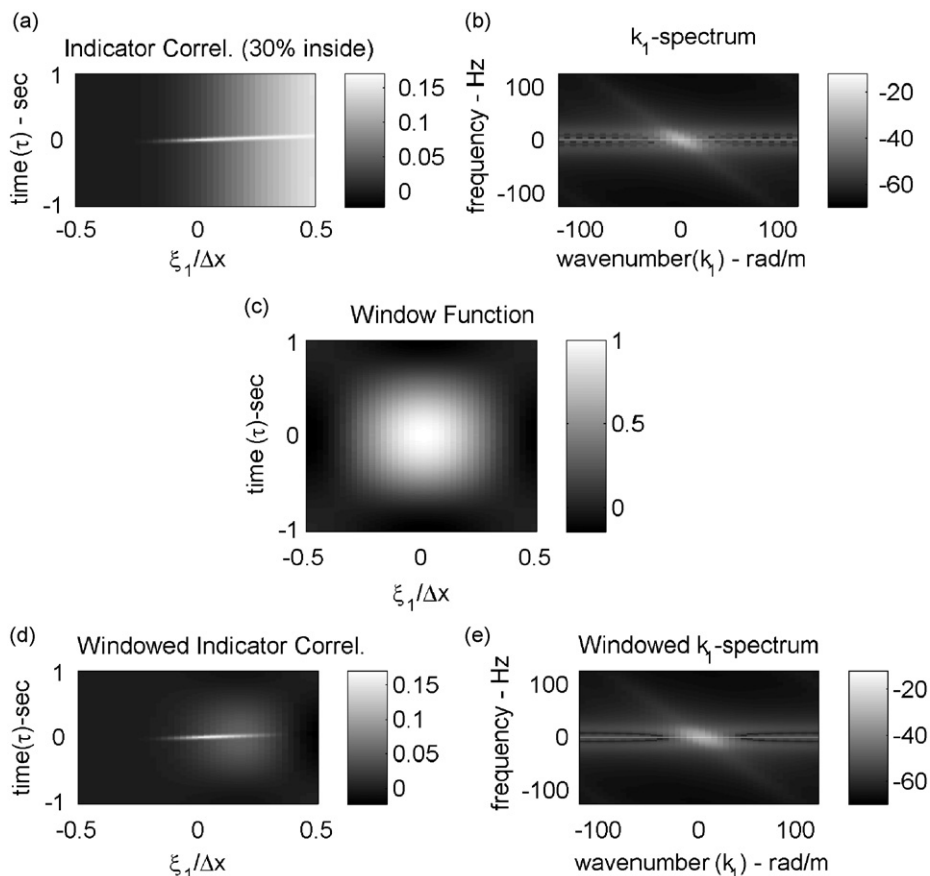 (a)
Indicator Correl. (30% inside)
time (τ) - sec
1
0
-1
-0.5 0 0.5
ξ₁/Δx
0.15
0.1
0.05
0
(b)
k₁-spectrum
frequency - Hz
100
0
-100
-100 0 100
wavenumber(k₁) - rad/m
-20
-40
-60
(c)
Window Function
time (τ)-sec
1
0
-1
-0.5 0 0.5
ξ₁/Δx
1
0.5
0
(d)
Windowed Indicator Correl.
time(τ)-sec
1
0
-1
-0.5 0 0.5
ξ₁/Δx
0.15
0.1
0.05
0
(e)
Windowed k₁-spectrum
frequency - Hz
100
0
-100
-100 0 100
wavenumber (k₁) - rad/m
-20
-40
-60